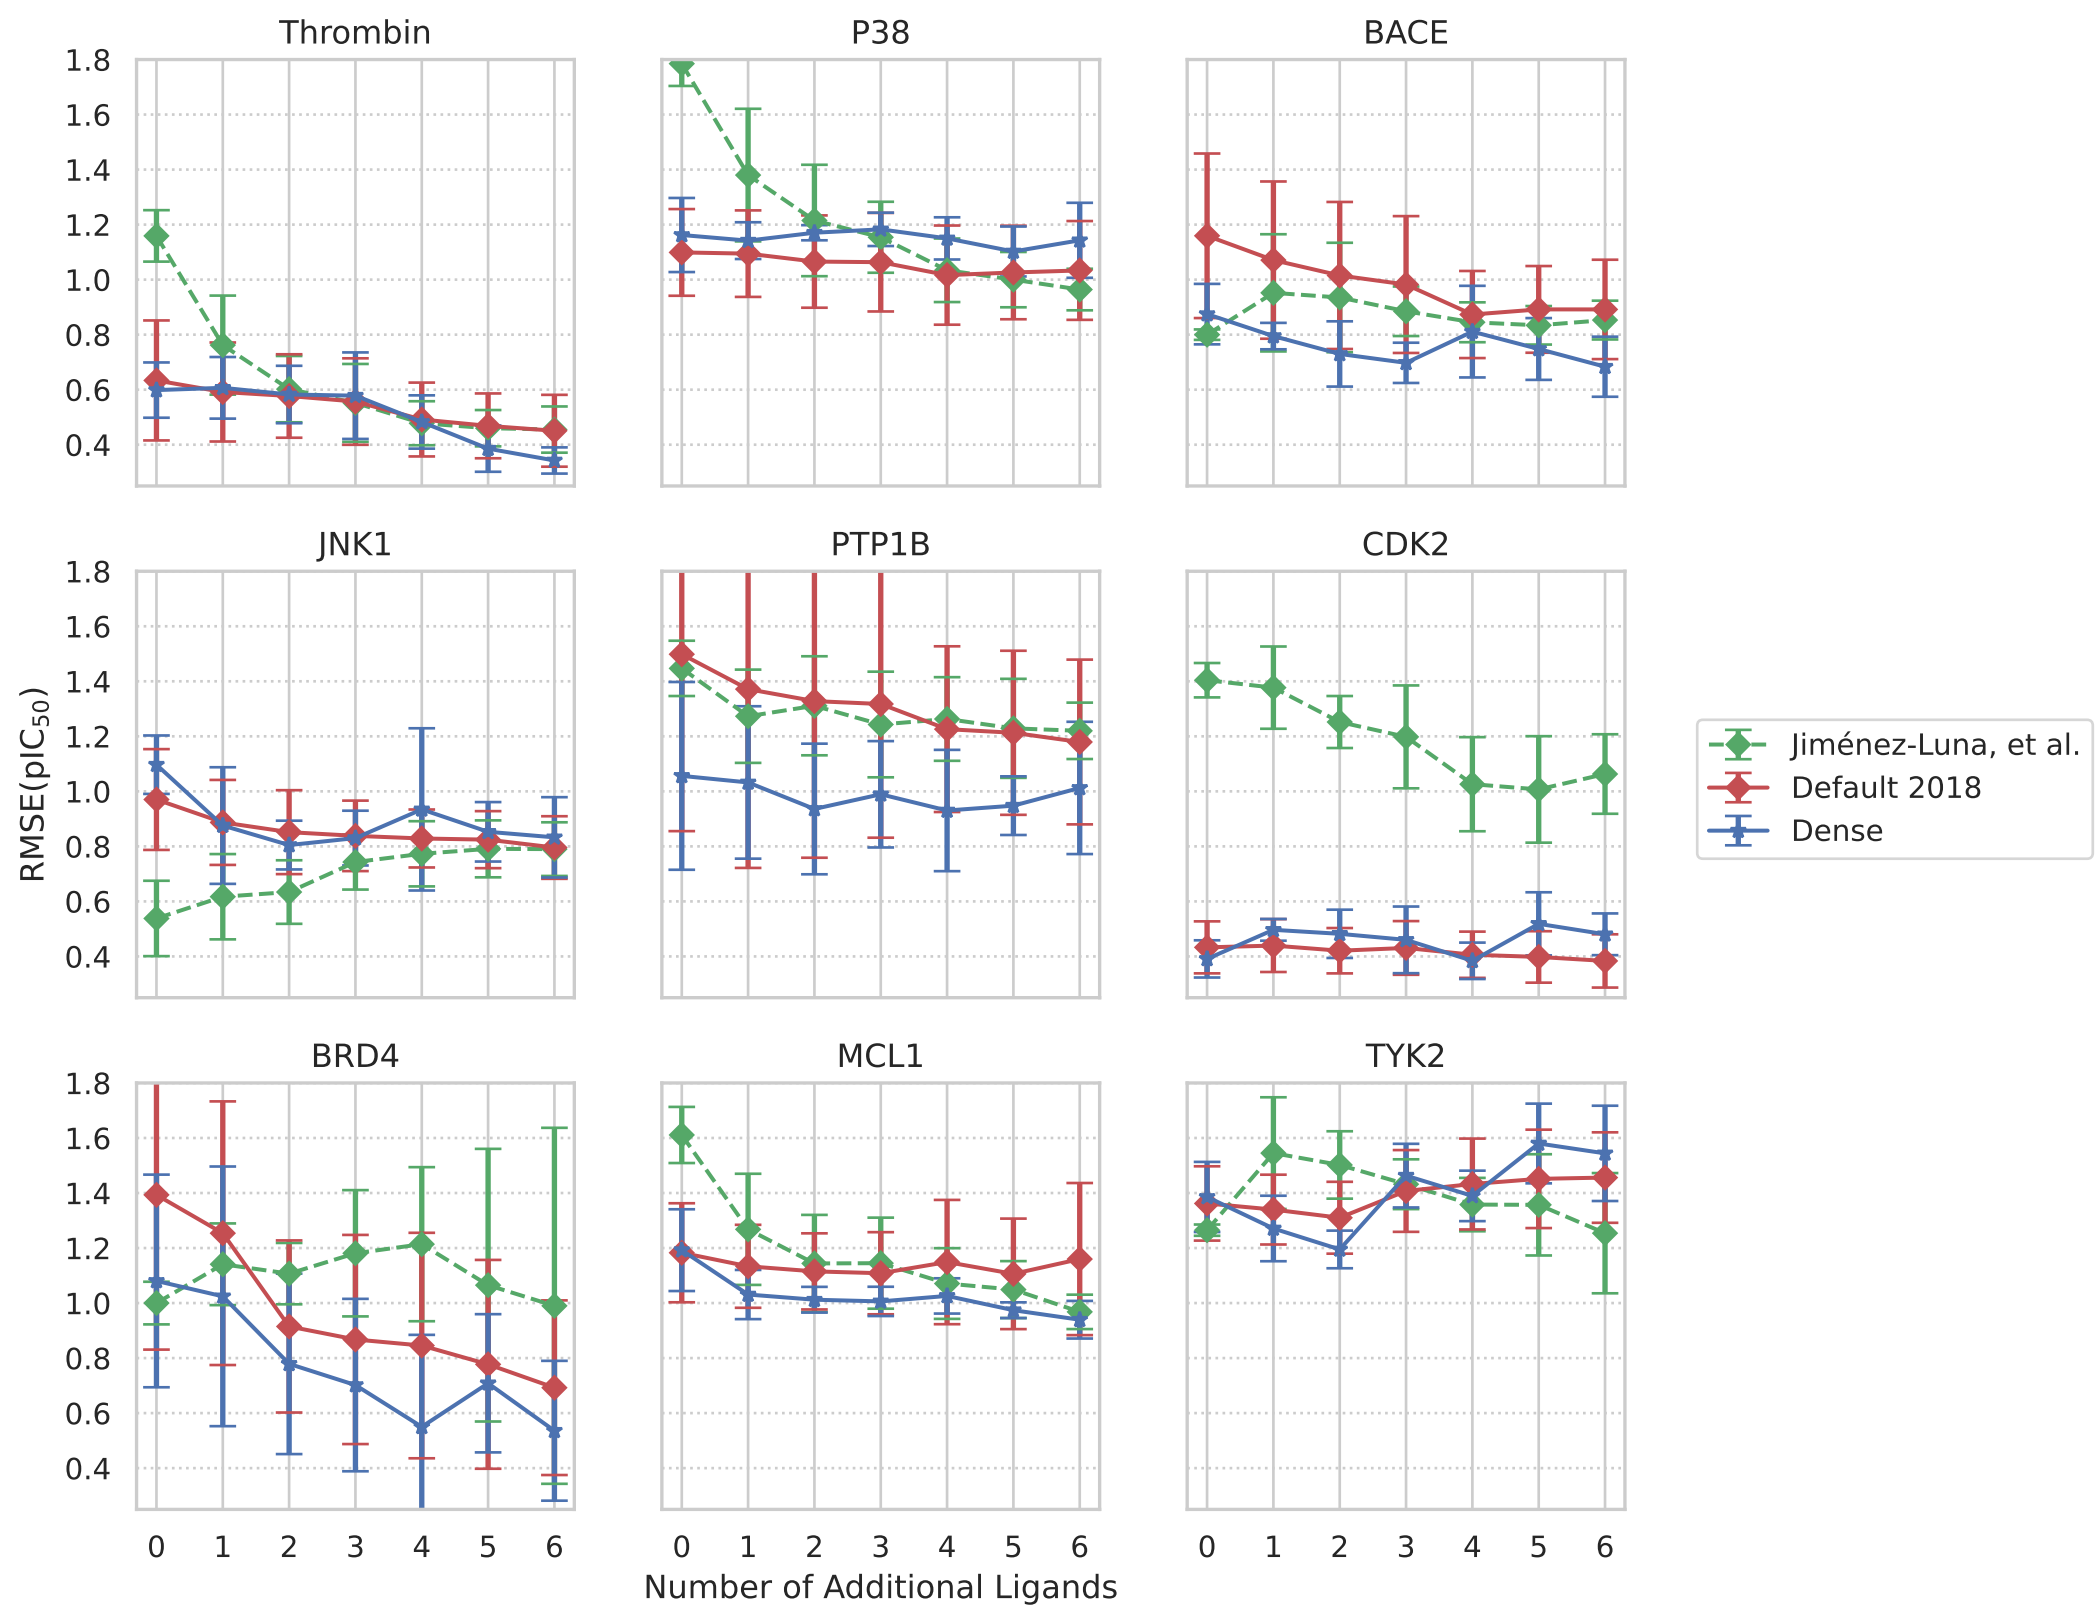 Thrombin
P38
BACE
1.8
1.6
1.4
1.2
1.0
0.8
0.6
0.4
JNK1
PTP1B
CDK2
1.8
1.6
1.4
1.2
1.0
0.8
0.6
0.4
RMSE(pIC50)
Jiménez-Luna, et al.
Default 2018
Dense
BRD4
MCL1
TYK2
1.8
1.6
1.4
1.2
1.0
0.8
0.6
0.4
0 1 2 3 4 5 6
0 1 2 3 4 5 6
0 1 2 3 4 5 6
Number of Additional Ligands